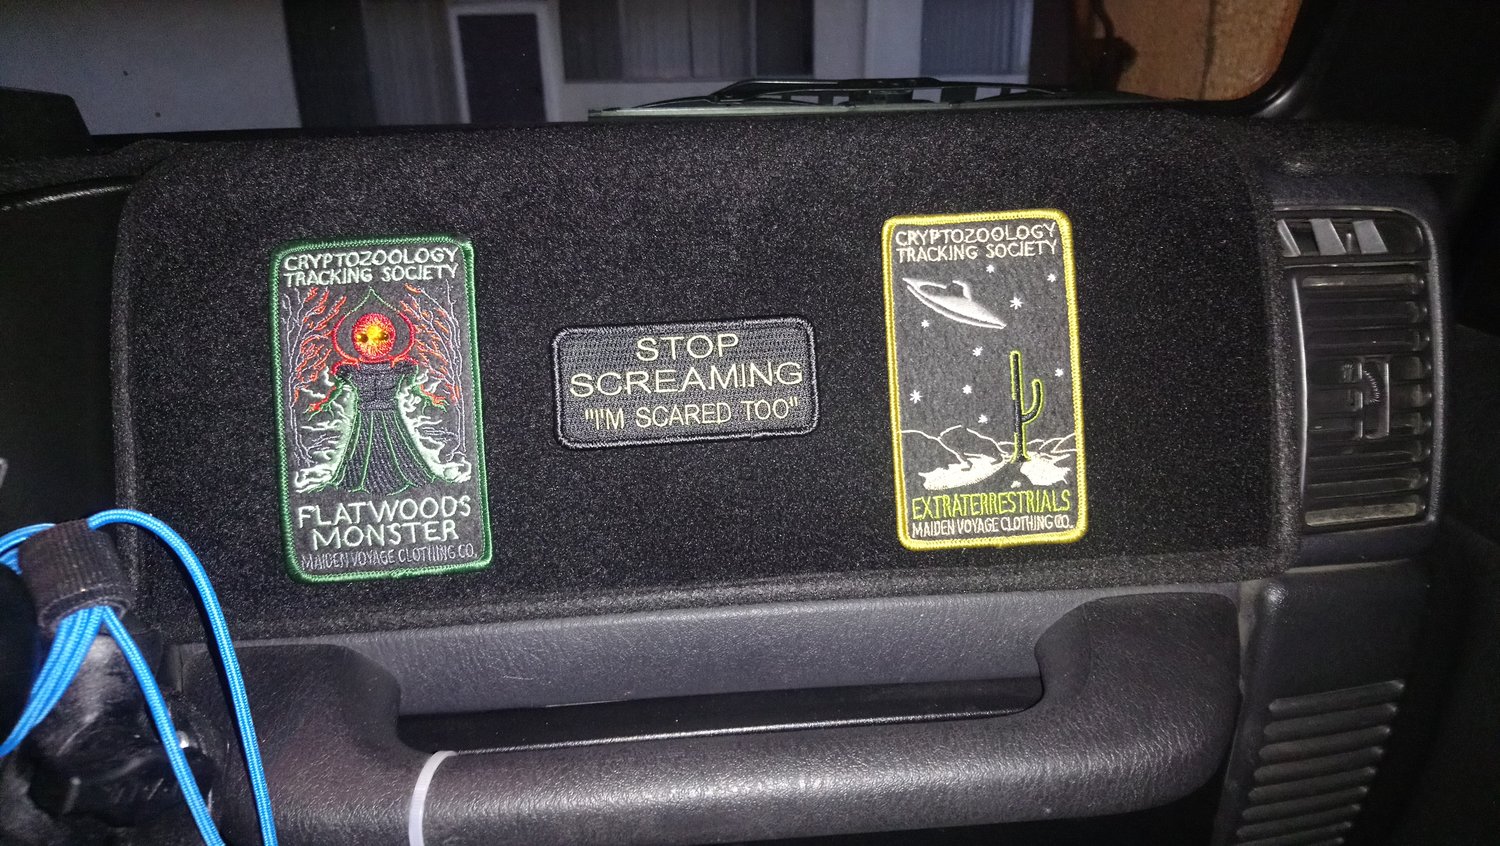 CRYPTOZOOLOGY
TRACKING SOCIETY
FLATWOODS
MONSTER
MAIDEN VOYAGE CLOTHING CO.
STOP
SCREAMING
"I'M SCARED TOO"
CRYPTOZOOLOGY
TRACKING SOCIETY
EXTRATERRESTRIALS
MAIDEN VOYAGE CLOTHING CO.